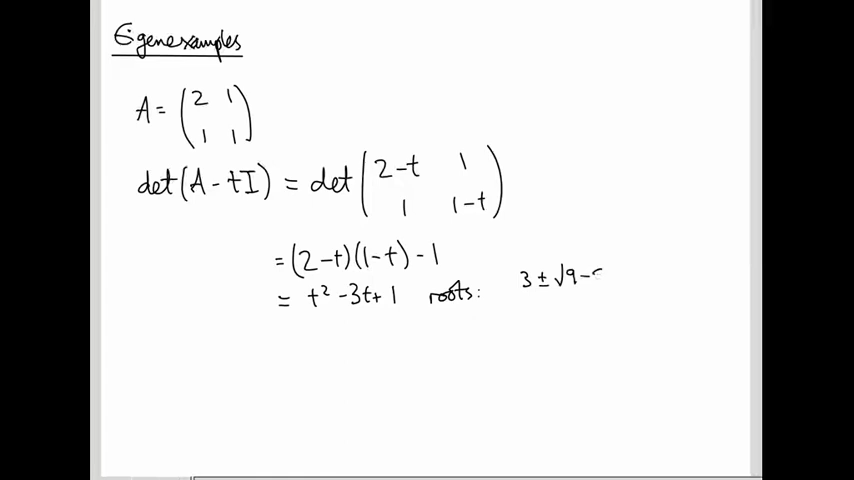 Eigenexamples
A = (2 1
1 1)
det(A - tI) = det (2-t 1
1 1-t)
= (2-t)(1-t) - 1
= t² - 3t + 1 roots: 3 ± √9 -